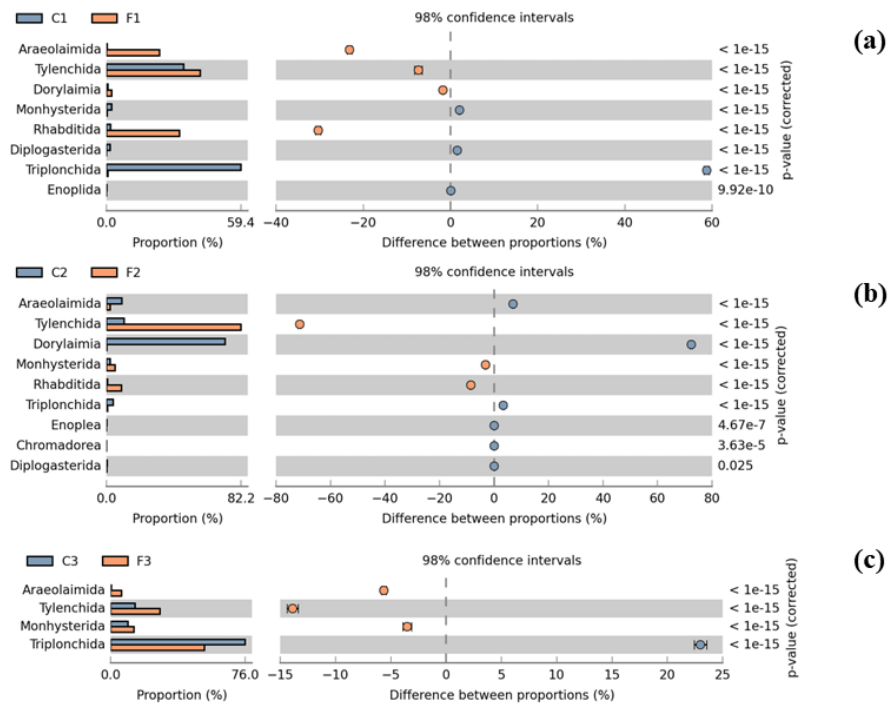 C1 F1 98% confidence intervals
(a)
Araeolaimida < 1e-15
Tylenchida < 1e-15
Dorylaimia < 1e-15
Monhysterida < 1e-15
Rhabditida < 1e-15
Diplogasterida < 1e-15
Triplonchida < 1e-15
Enoplida 9.92e-10
p-value (corrected)
0.0 59.4 −40 −20 0 20 40 60
Proportion (%) Difference between proportions (%)
C2 F2 98% confidence intervals
(b)
Araeolaimida < 1e-15
Tylenchida < 1e-15
Dorylaimia < 1e-15
Monhysterida < 1e-15
Rhabditida < 1e-15
Triplonchida < 1e-15
Enoplea 4.67e-7
Chromadorea 3.63e-5
Diplogasterida 0.025
p-value (corrected)
0.0 82.2 −80 −60 −40 −20 0 20 40 60 80
Proportion (%) Difference between proportions (%)
C3 F3 98% confidence intervals
(c)
Araeolaimida < 1e-15
Tylenchida < 1e-15
Monhysterida < 1e-15
Triplonchida < 1e-15
p-value (corrected)
0.0 76.0 −15 −10 −5 0 5 10 15 20 25
Proportion (%) Difference between proportions (%)